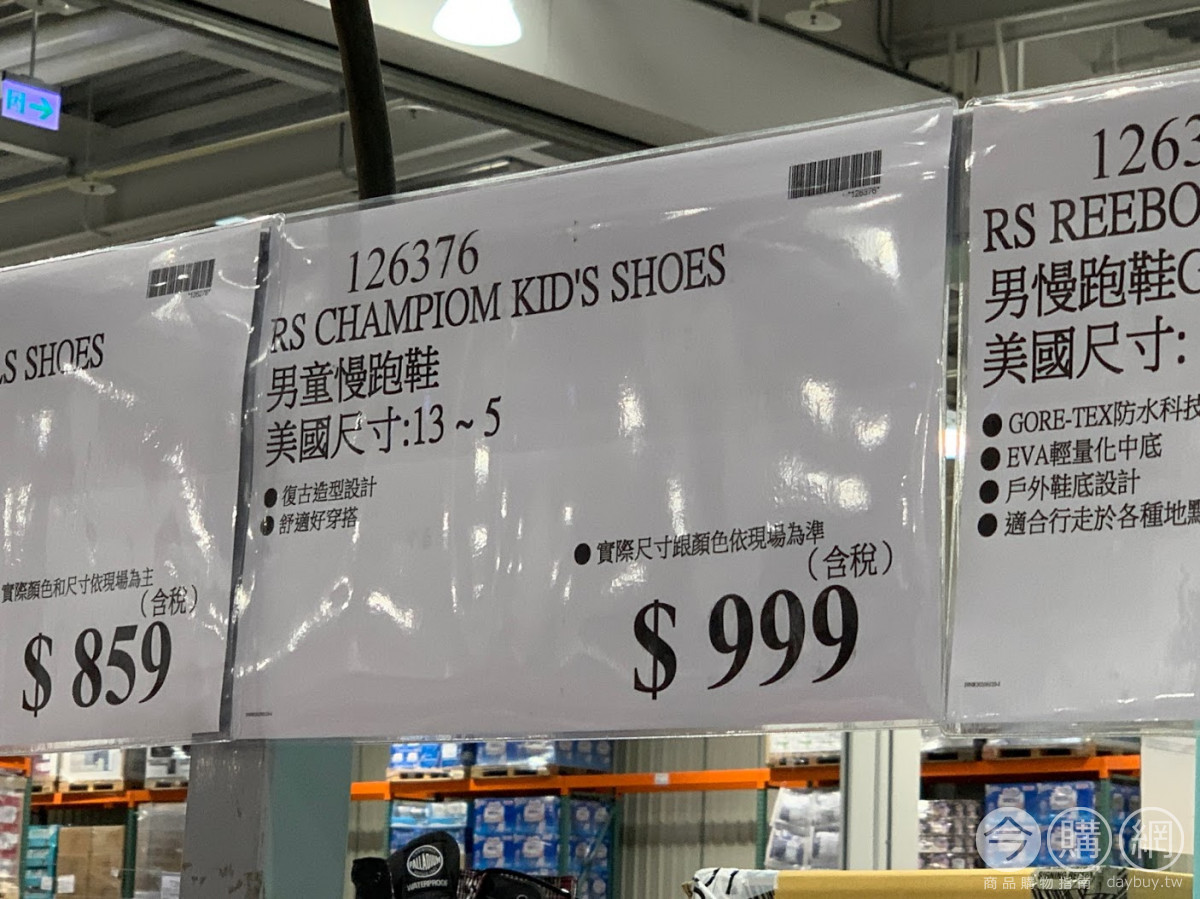 LS SHOES
實際顏色和尺寸依現場為主
(含稅)
$ 859
*126376*
126376
RS CHAMPIOM KID'S SHOES
男童慢跑鞋
美國尺寸:13 ~ 5
● 復古造型設計
● 舒適好穿搭
● 實際尺寸跟顏色依現場為準
(含稅)
$ 999
1263
RS REEBO
男慢跑鞋G
美國尺寸:
● GORE-TEX防水科技
● EVA輕量化中底
● 戶外鞋底設計
● 適合行走於各種地點
PALLADIUM
WATERPROOF
今購網
商品購物指南 daybuy.tw